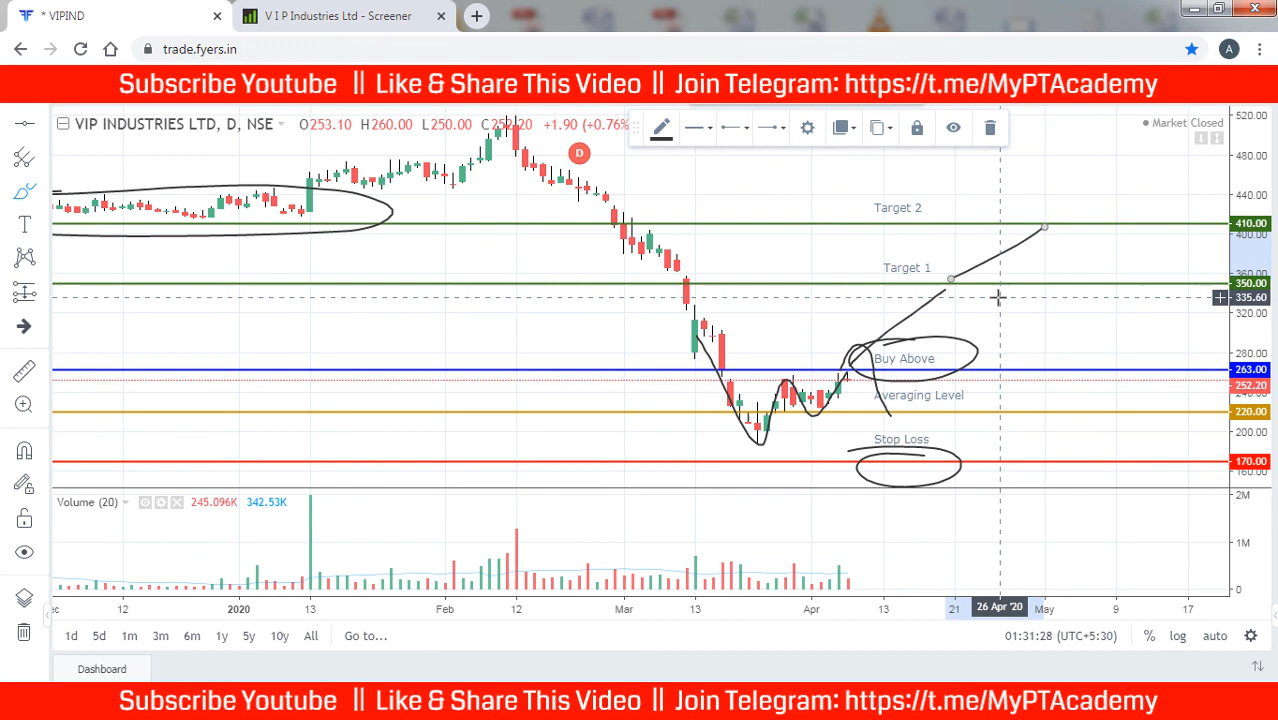 * VIPIND
V I P Industries Ltd - Screener
trade.fyers.in
A
Subscribe Youtube || Like & Share This Video || Join Telegram: https://t.me/MyPTAcademy
VIP INDUSTRIES LTD, D, NSE O253.10 H260.00 L250.00 C252.20 +1.90 (+0.76%
Market Closed
D
520.00
480.00
440.00
Target 2
410.00
400.00
Target 1
360.00
350.00
335.60
320.00
280.00
Buy Above
263.00
252.20
Averaging Level
240.00
220.00
200.00
Stop Loss
170.00
160.00
Volume (20) 245.096K 342.53K
2M
1M
0
12 2020 13 Feb 12 Mar 13 Apr 13 21 26 Apr '20 May 9 17
1d 5d 1m 3m 6m 1y 5y 10y All Go to... 01:31:28 (UTC+5:30) % log auto
Dashboard
Subscribe Youtube || Like & Share This Video || Join Telegram: https://t.me/MyPTAcademy